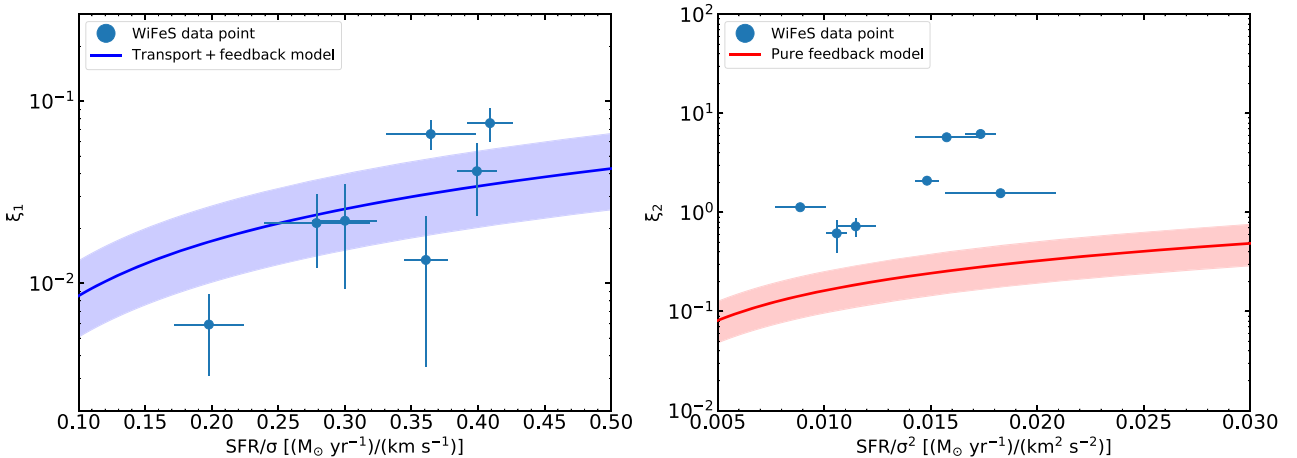 WiFeS data point
Transport + feedback model
10⁻¹
10⁻²
ξ₁
0.10 0.15 0.20 0.25 0.30 0.35 0.40 0.45 0.50
SFR/σ [(M⊙ yr⁻¹)/(km s⁻¹)]
WiFeS data point
Pure feedback model
10²
10¹
10⁰
10⁻¹
10⁻²
ξ₂
0.005 0.010 0.015 0.020 0.025 0.030
SFR/σ² [(M⊙ yr⁻¹)/(km² s⁻²)]